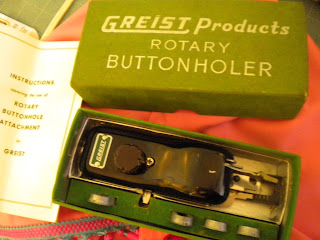 GREIST Products
ROTARY
BUTTONHOLER
INSTRUCTIONS
ROTARY
BUTTONHOLE
ATTACHMENT
GREIST
GREIST